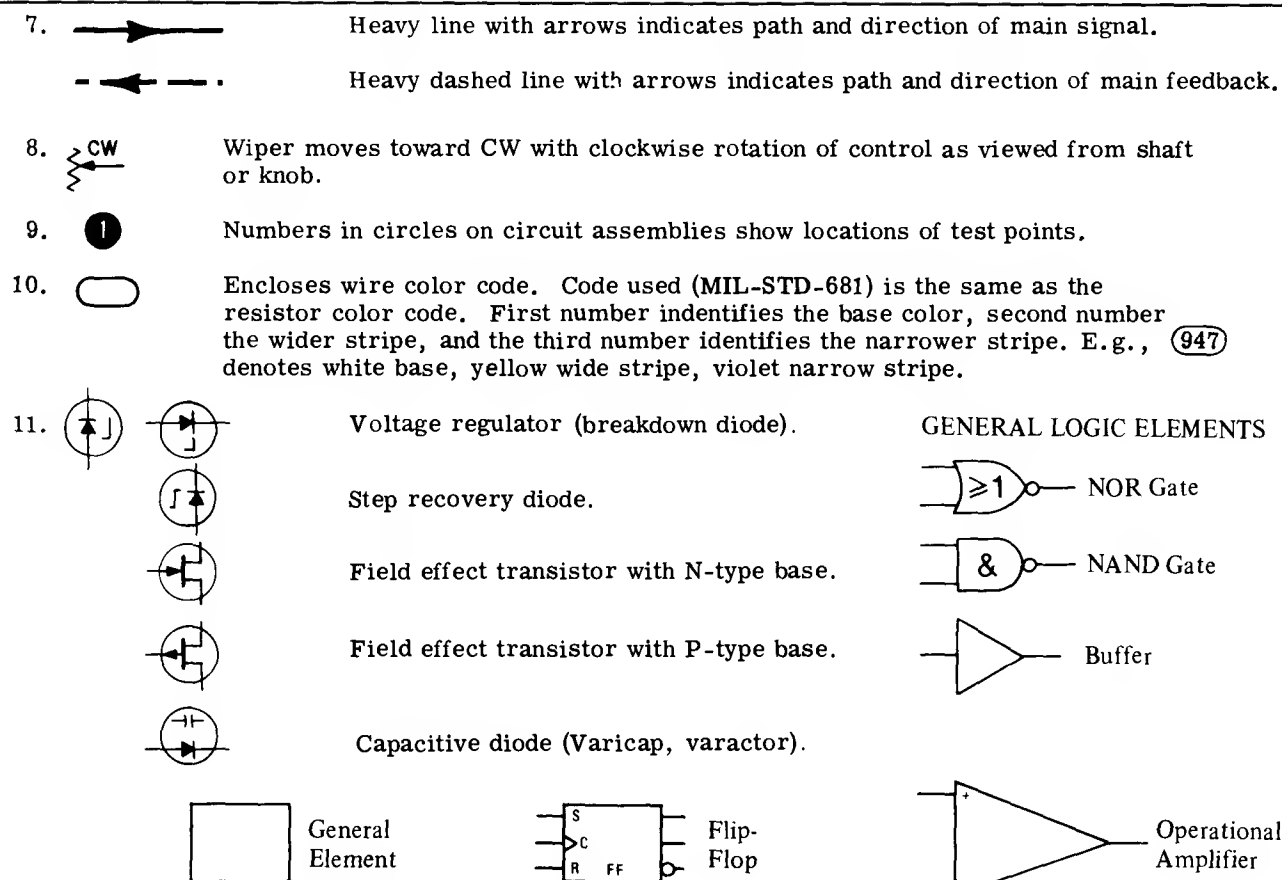 7. Heavy line with arrows indicates path and direction of main signal.
Heavy dashed line with arrows indicates path and direction of main feedback.
8. CW Wiper moves toward CW with clockwise rotation of control as viewed from shaft
or knob.
9. 1 Numbers in circles on circuit assemblies show locations of test points.
10. Encloses wire color code. Code used (MIL-STD-681) is the same as the
resistor color code. First number indentifies the base color, second number
the wider stripe, and the third number identifies the narrower stripe. E.g., 947
denotes white base, yellow wide stripe, violet narrow stripe.
11. Voltage regulator (breakdown diode).
Step recovery diode.
Field effect transistor with N-type base.
Field effect transistor with P-type base.
Capacitive diode (Varicap, varactor).
GENERAL LOGIC ELEMENTS
≥1 NOR Gate
& NAND Gate
Buffer
General
Element
S
C
R FF
Flip-
Flop
+
Operational
Amplifier